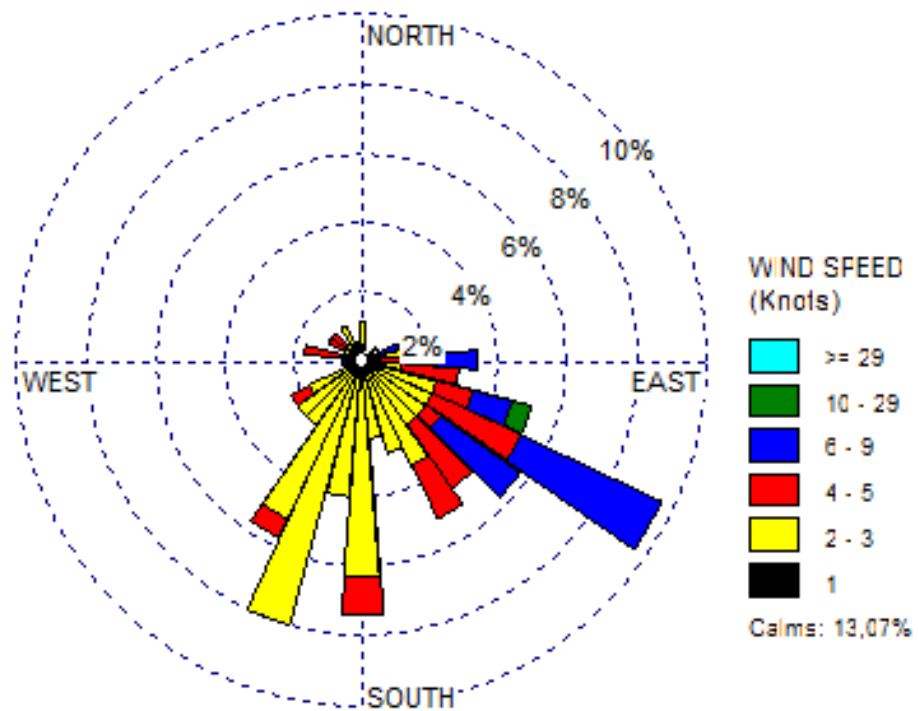 NORTH
10%
8%
6%
4%
2%
WEST
EAST
SOUTH
WIND SPEED
(Knots)
>= 29
10 - 29
6 - 9
4 - 5
2 - 3
1
Calms: 13,07%